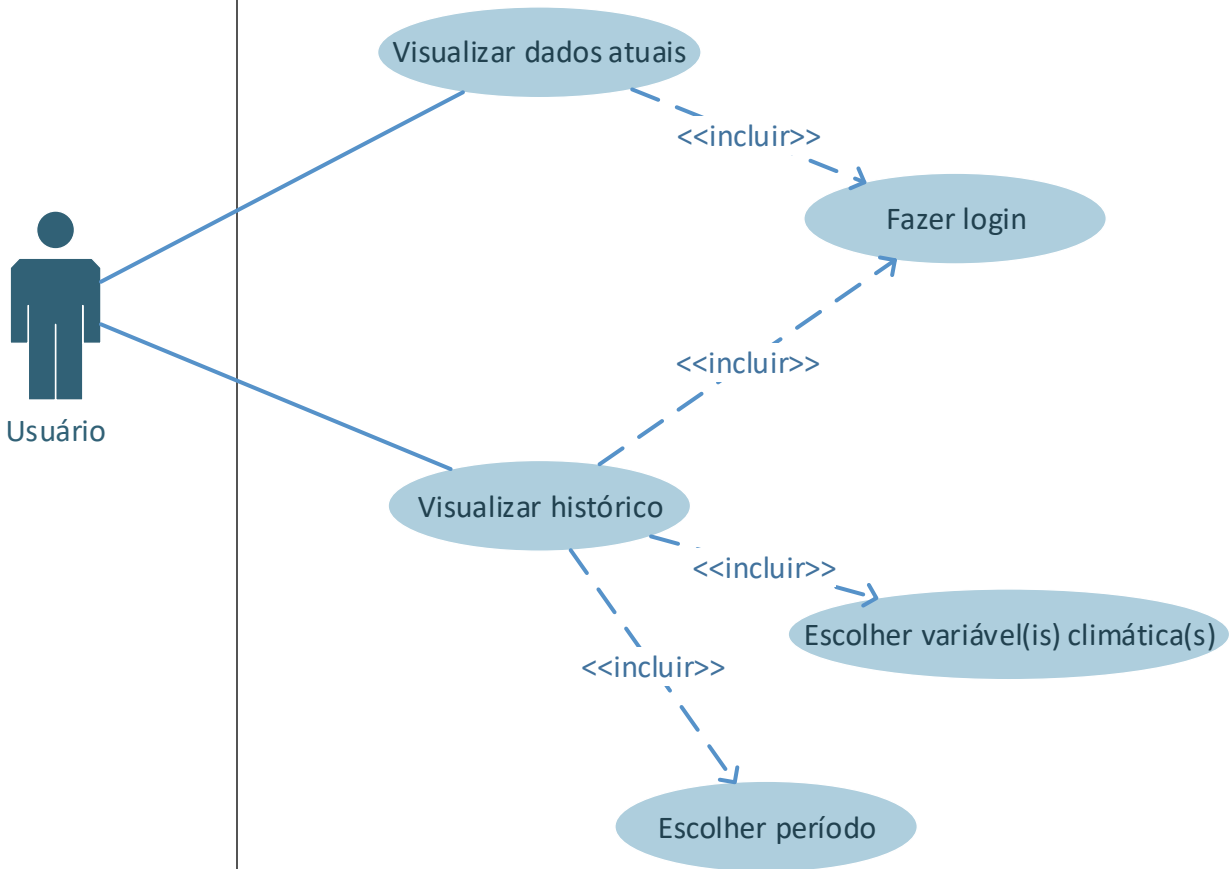 Visualizar dados atuais
<<incluir>>
Fazer login
<<incluir>>
Usuário
Visualizar histórico
<<incluir>>
Escolher variável(is) climática(s)
<<incluir>>
Escolher período